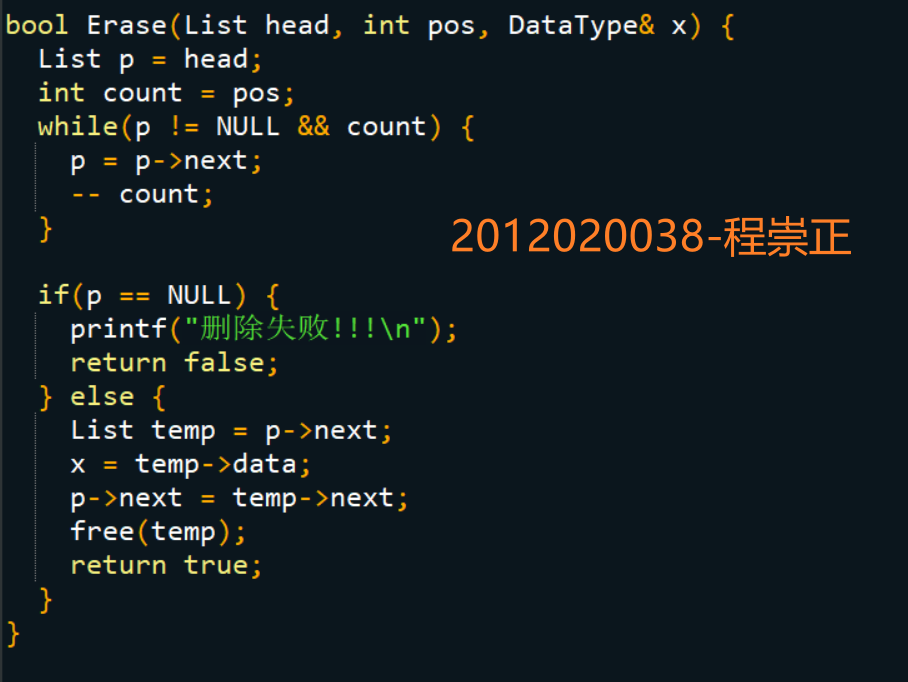 bool Erase(List head, int pos, DataType& x) {
  List p = head;
  int count = pos;
  while(p != NULL && count) {
    p = p->next;
    -- count;
  }
2012020038-程崇正
  if(p == NULL) {
    printf("删除失败!!!\n");
    return false;
  } else {
    List temp = p->next;
    x = temp->data;
    p->next = temp->next;
    free(temp);
    return true;
  }
}